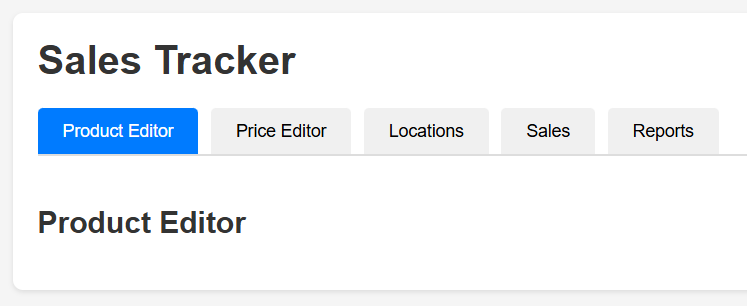 Sales Tracker
Product Editor Price Editor Locations Sales Reports
Product Editor